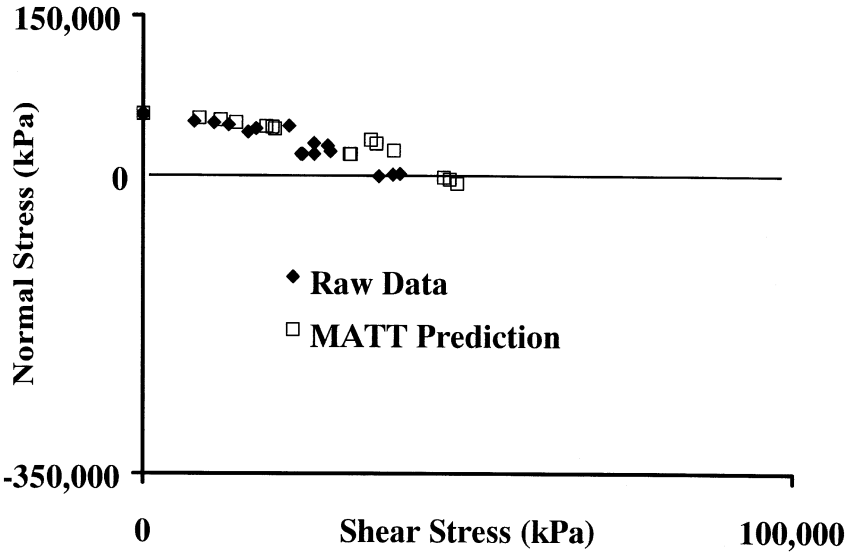 150,000
Normal Stress (kPa)
0
Raw Data
MATT Prediction
-350,000
0
Shear Stress (kPa)
100,000